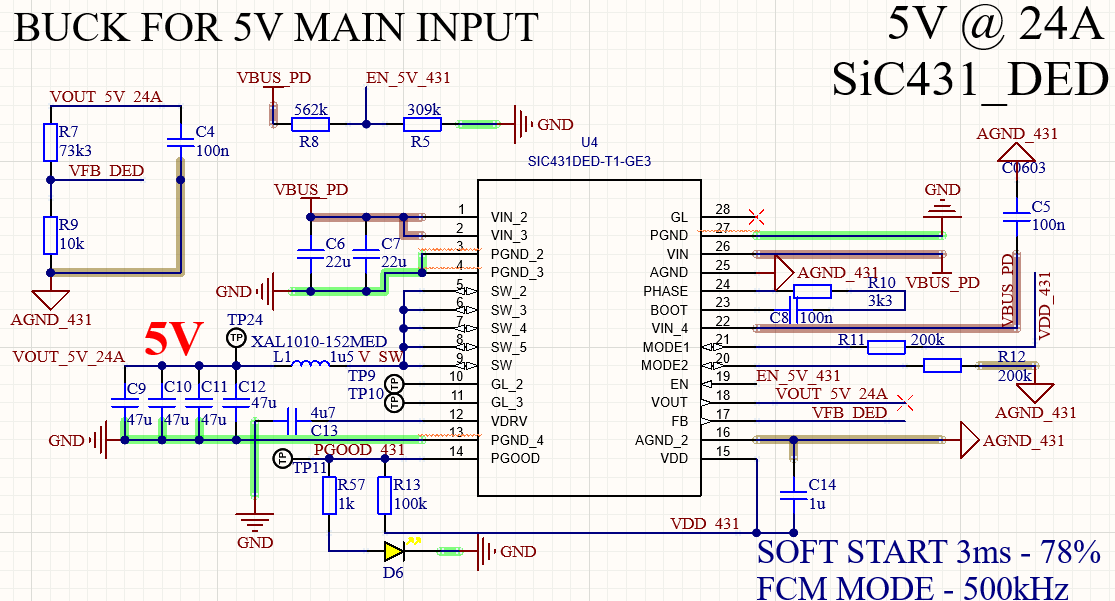 BUCK FOR 5V MAIN INPUT
5V @ 24A
SiC431_DED
VBUS_PD
EN_5V_431
VOUT_5V_24A
R7
73k3
C4
100n
VFB_DED
R9
10k
AGND_431
562k
R8
309k
R5
GND
U4
SIC431DED-T1-GE3
VBUS_PD
C6
22u
C7
22u
GND
1
2
3
4
5
6
7
8
9
10
11
12
13
14
VIN_2
VIN_3
PGND_2
PGND_3
SW_2
SW_3
SW_4
SW_5
SW
GL_2
GL_3
VDRV
PGND_4
PGOOD
GL
PGND
VIN
AGND
PHASE
BOOT
VIN_4
MODE1
MODE2
EN
VOUT
FB
AGND_2
VDD
28
27
26
25
24
23
22
21
20
19
18
17
16
15
AGND_431
C0603
GND
C5
100n
AGND_431
VBUS_PD
R10
3k3
C8
100n
VBUS_PD
VDD_431
R11
200k
R12
200k
AGND_431
EN_5V_431
VOUT_5V_24A
VFB_DED
AGND_431
C14
1u
VDD_431
5V
TP24
TP
XAL1010-152MED
VOUT_5V_24A
L1
1u5
V_SW
TP9
TP
TP10
TP
C9
47u
C10
47u
C11
47u
C12
47u
4u7
C13
GND
PGOOD_431
TP
TP11
R57
1k
R13
100k
GND
D6
GND
SOFT START 3ms - 78%
FCM MODE - 500kHz